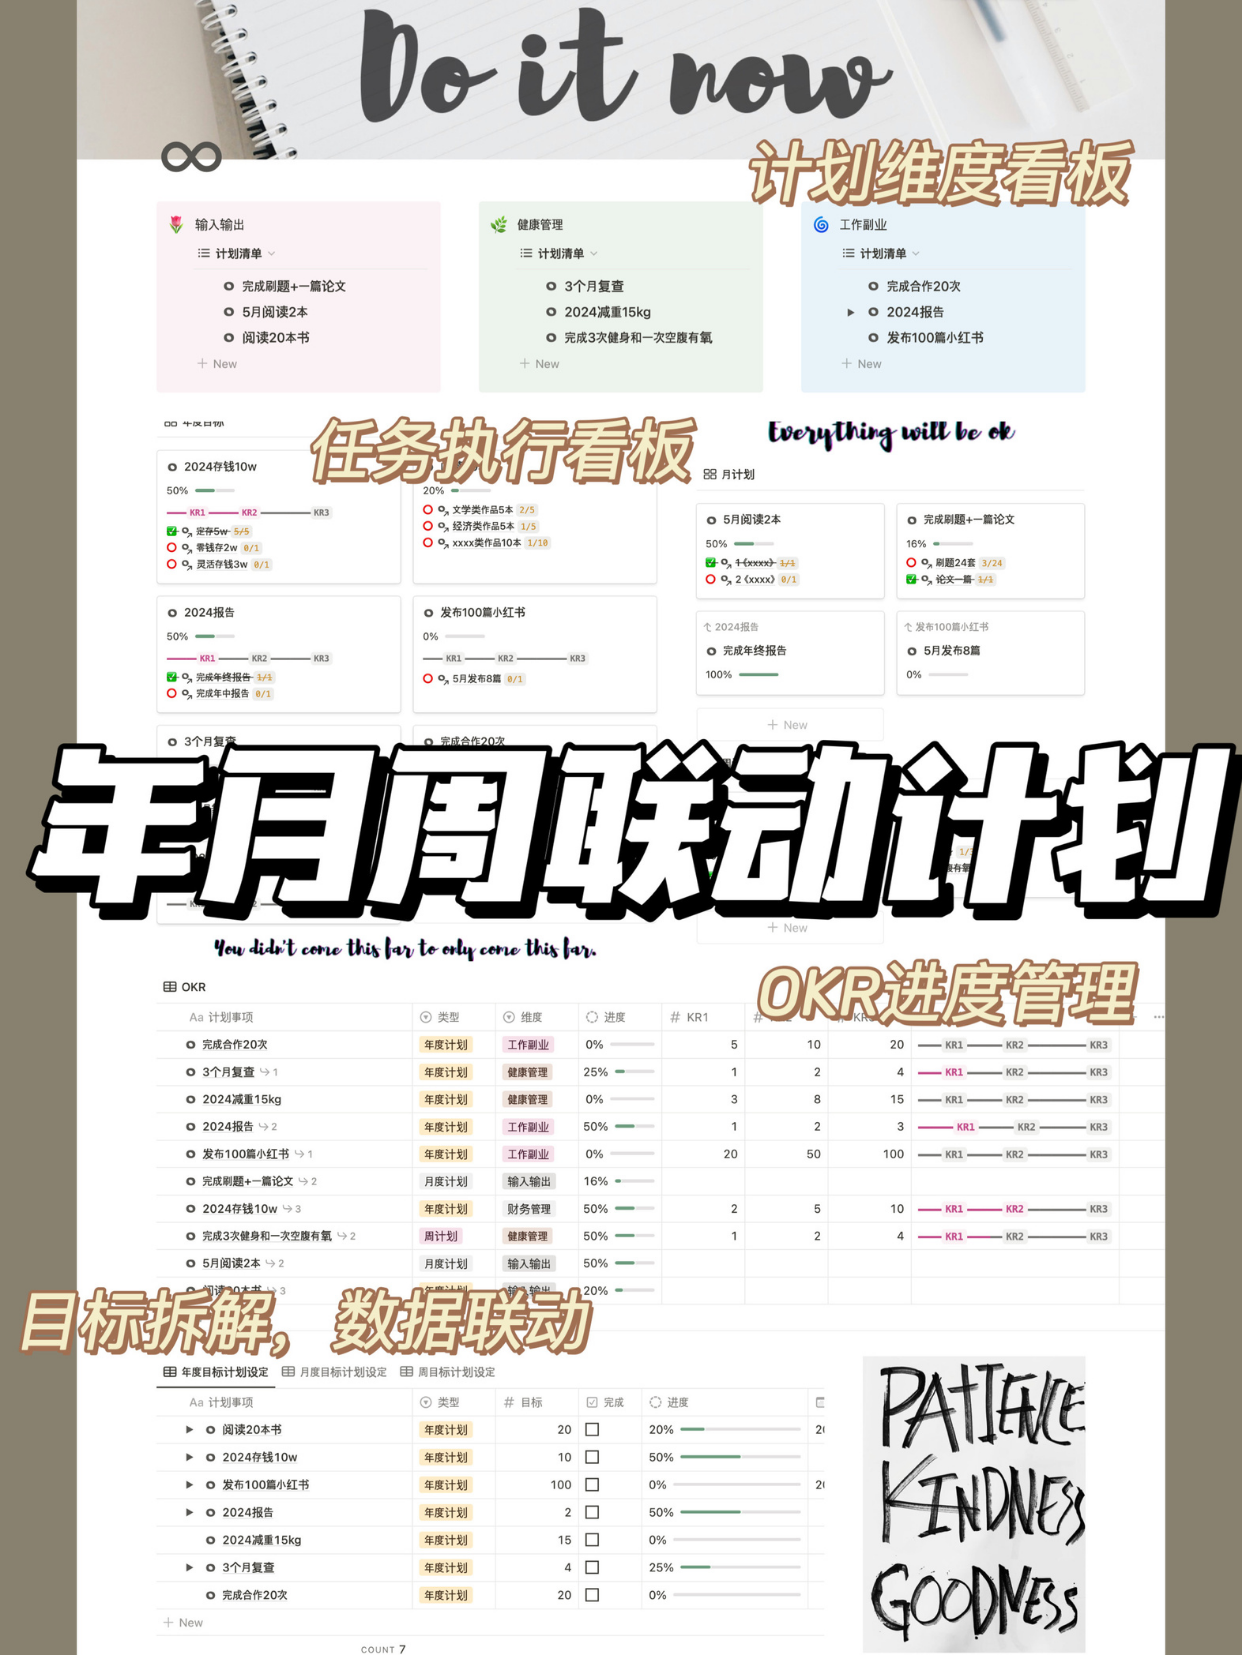 Do it now
计划维度看板
输入输出
计划清单
完成刷题+一篇论文
5月阅读2本
阅读20本书
+ New
健康管理
计划清单
3个月复查
2024减重15kg
完成3次健身和一次空腹有氧
+ New
工作副业
计划清单
完成合作20次
2024报告
发布100篇小红书
+ New
年度目标
任务执行看板
Everything will be ok
2024存钱10w
50%
KR1 KR2 KR3
定存5w 5/5
零钱存2w 0/1
灵活存钱3w 0/1
20%
文学类作品5本 2/5
经济类作品5本 1/5
xxxx类作品10本 1/10
2024报告
50%
KR1 KR2 KR3
完成年终报告 1/1
完成年中报告 0/1
发布100篇小红书
0%
KR1 KR2 KR3
5月发布8篇 0/1
3个月复查
完成合作20次
月计划
5月阅读2本
50%
1《xxxx》 1/1
2《xxxx》 0/1
完成刷题+一篇论文
16%
刷题24套 3/24
论文一篇 1/1
2024报告
完成年终报告
100%
发布100篇小红书
5月发布8篇
0%
+ New
年月周联动计划
+ New
You didn't come this far to only come this far.
OKR进度管理
OKR
Aa 计划事项 类型 维度 进度 # KR1 #
完成合作20次 年度计划 工作副业 0% 5 10 20 KR1 KR2 KR3
3个月复查 1 年度计划 健康管理 25% 1 2 4 KR1 KR2 KR3
2024减重15kg 年度计划 健康管理 0% 3 8 15 KR1 KR2 KR3
2024报告 2 年度计划 工作副业 50% 1 2 3 KR1 KR2 KR3
发布100篇小红书 1 年度计划 工作副业 0% 20 50 100 KR1 KR2 KR3
完成刷题+一篇论文 2 月度计划 输入输出 16%
2024存钱10w 3 年度计划 财务管理 50% 2 5 10 KR1 KR2 KR3
完成3次健身和一次空腹有氧 2 周计划 健康管理 50% 1 2 4 KR1 KR2 KR3
5月阅读2本 2 月度计划 输入输出 50%
阅读20本书 3 年度计划 输入输出 20%
目标拆解，数据联动
年度目标计划设定 月度目标计划设定 周目标计划设定
Aa 计划事项 类型 # 目标 完成 进度
阅读20本书 年度计划 20 20%
2024存钱10w 年度计划 10 50%
发布100篇小红书 年度计划 100 0%
2024报告 年度计划 2 50%
2024减重15kg 年度计划 15 0%
3个月复查 年度计划 4 25%
完成合作20次 年度计划 20 0%
+ New
COUNT 7
PATIENCE
KINDNESS
GOODNESS